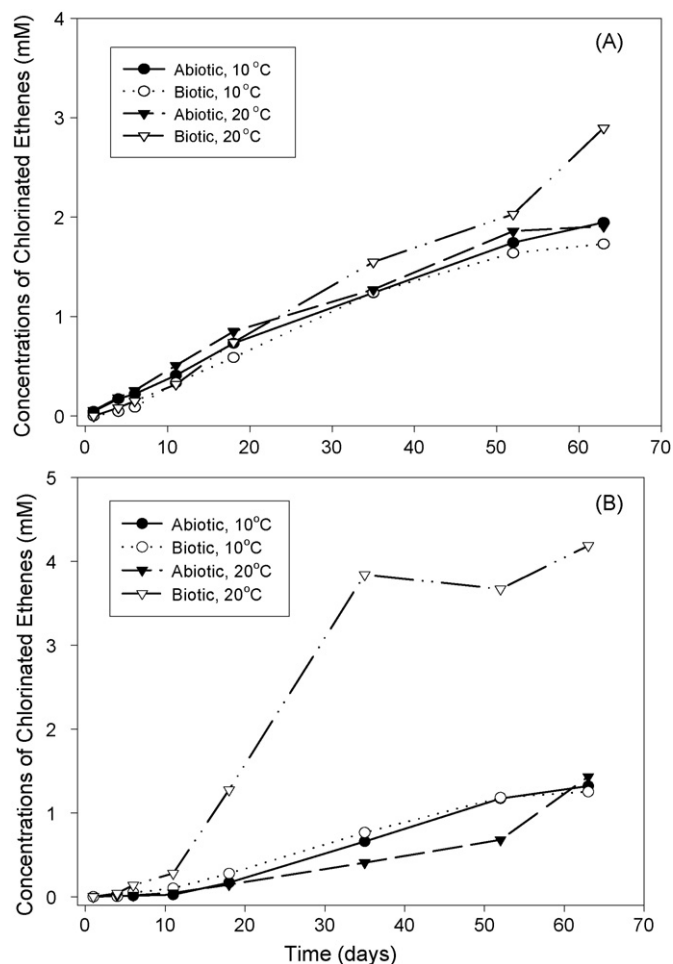 (A)
Concentrations of Chlorinated Ethenes (mM)
Abiotic, 10 °C
Biotic, 10 °C
Abiotic, 20 °C
Biotic, 20 °C
4
3
2
1
0
0 10 20 30 40 50 60 70
(B)
Concentrations of Chlorinated Ethenes (mM)
Abiotic, 10°C
Biotic, 10°C
Abiotic, 20°C
Biotic, 20°C
5
4
3
2
1
0
0 10 20 30 40 50 60 70
Time (days)